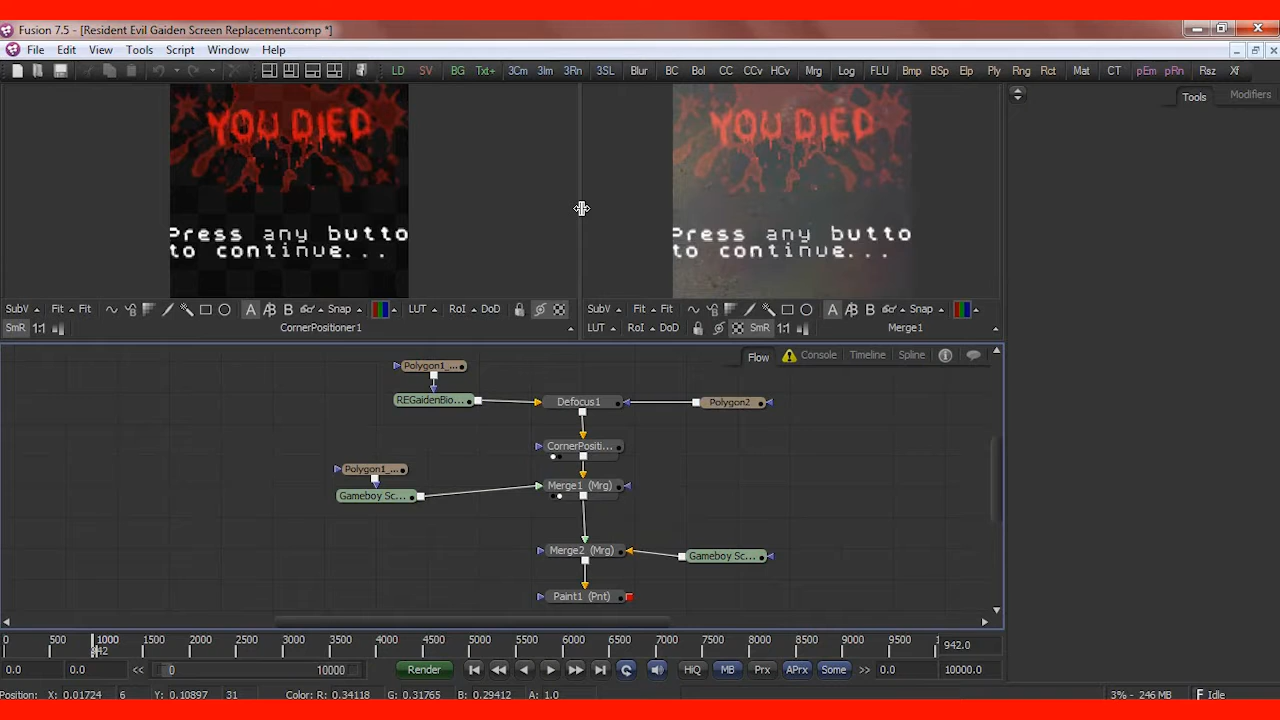 Fusion 7.5 - [Resident Evil Gaiden Screen Replacement.comp *]
File Edit View Tools Script Window Help
LD SV BG Txt+ 3Cm 3Im 3Rn 3SL Blur BC Bol CC CCv HCv Mrg Log FLU Bmp BSp Elp Ply Rng Rct Mat CT pEm pRn Rsz Xf
Tools Modifiers
YOU DIED
Press any butto
to continue...
YOU DIED
Press any butto
to continue...
SubV Fit Fit A B Snap LUT RoI DoD
SmR 1:1 CornerPositioner1
SubV Fit Fit A B Snap
LUT RoI DoD SmR 1:1 Merge1
Flow Console Timeline Spline
Polygon1_...
REGaidenBio...
Defocus1
Polygon2
CornerPositi...
Polygon1_...
Gameboy Sc...
Merge1 (Mrg)
Merge2 (Mrg)
Gameboy Sc...
Paint1 (Pnt)
0 500 1000 1500 2000 2500 3000 3500 4000 4500 5000 5500 6000 6500 7000 7500 8000 8500 9000 9500
942 942.0
0.0 0.0 << 0 10000 Render HiQ MB Prx APrx Some >> 0.0 10000.0
Position: X: 0.01724 6 Y: 0.10897 31 Color: R: 0.34118 G: 0.31765 B: 0.29412 A: 1.0 3% - 246 MB Idle